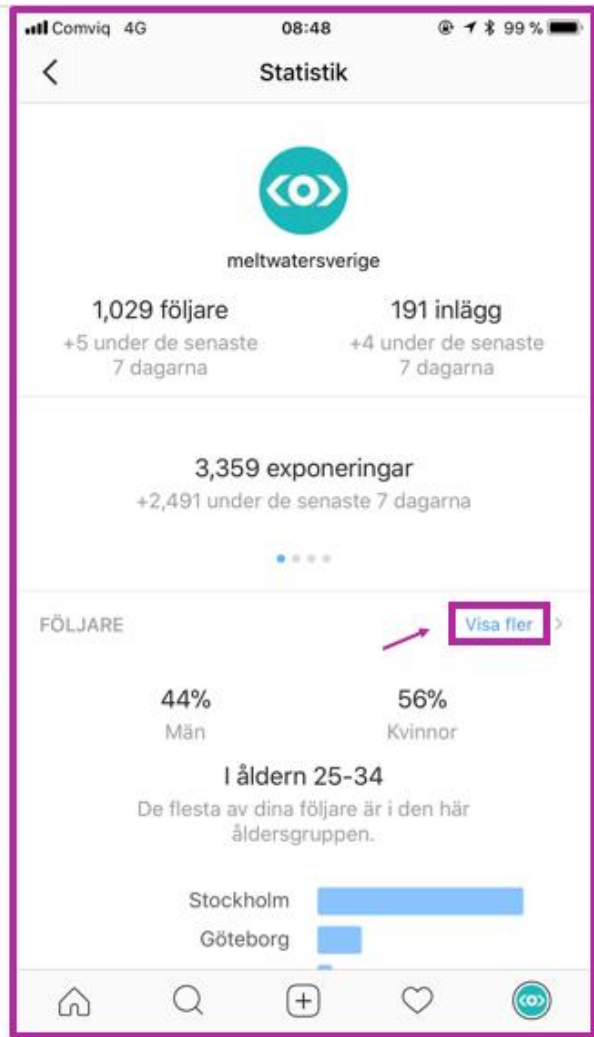 Comviq 4G 08:48 99 %
Statistik
meltwatersverige
1,029 följare 191 inlägg
+5 under de senaste +4 under de senaste
7 dagarna 7 dagarna
3,359 exponeringar
+2,491 under de senaste 7 dagarna
FÖLJARE Visa fler
44% 56%
Män Kvinnor
I åldern 25-34
De flesta av dina följare är i den här
åldersgruppen.
Stockholm
Göteborg